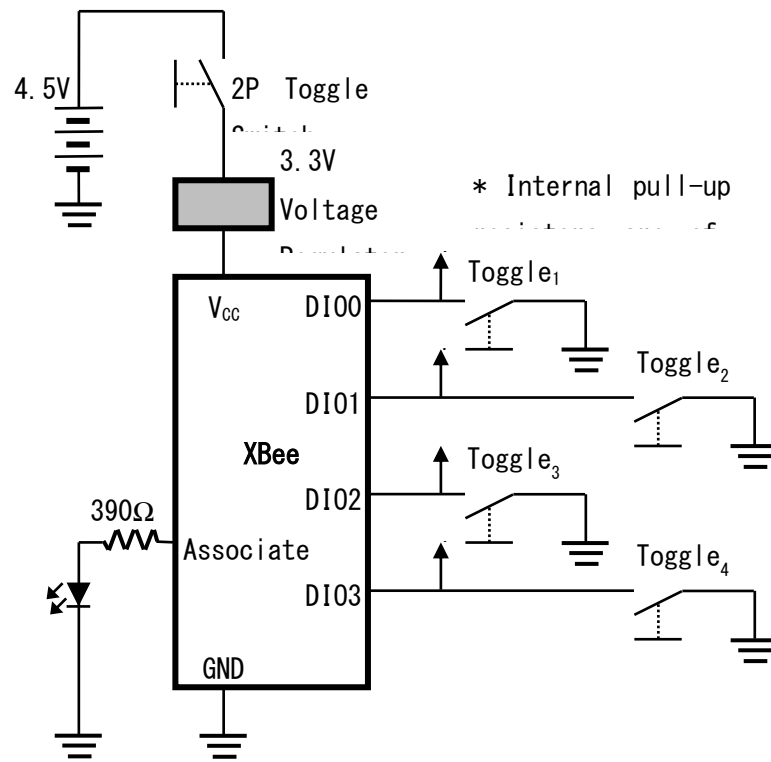 4.5V
2P Toggle
3.3V
Voltage
* Internal pull-up
Toggle1
VCC
DIO0
Toggle2
DIO1
XBee
Toggle3
DIO2
390Ω
Associate
Toggle4
DIO3
GND